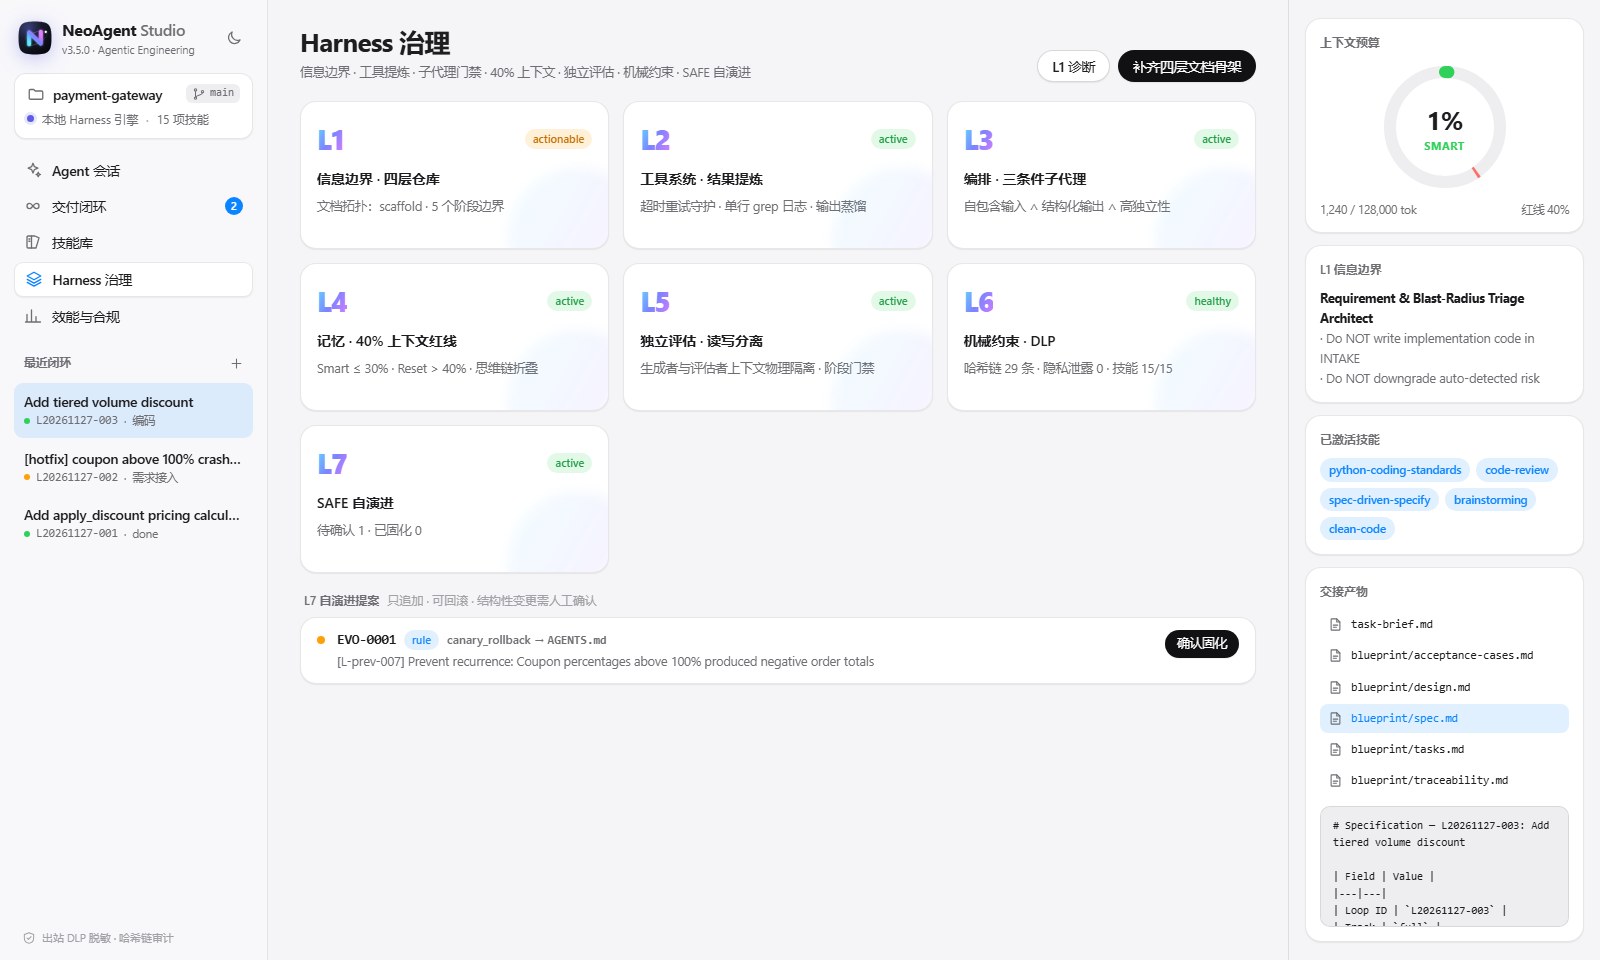 NeoAgent Studio
v3.5.0 · Agentic Engineering
payment-gateway
main
本地 Harness 引擎 · 15 项技能
Agent 会话
交付闭环
2
技能库
Harness 治理
效能与合规
最近闭环
Add tiered volume discount
L20261127-003 · 编码
[hotfix] coupon above 100% crash...
L20261127-002 · 需求接入
Add apply_discount pricing calcul...
L20261127-001 · done
出站 DLP 脱敏 · 哈希链审计
Harness 治理
信息边界 · 工具提炼 · 子代理门禁 · 40% 上下文 · 独立评估 · 机械约束 · SAFE 自演进
L1 诊断
补齐四层文档骨架
L1
actionable
信息边界 · 四层仓库
文档拓扑：scaffold · 5 个阶段边界
L2
active
工具系统 · 结果提炼
超时重试守护 · 单行 grep 日志 · 输出蒸馏
L3
active
编排 · 三条件子代理
自包含输入 ∧ 结构化输出 ∧ 高独立性
L4
active
记忆 · 40% 上下文红线
Smart ≤ 30% · Reset > 40% · 思维链折叠
L5
active
独立评估 · 读写分离
生成者与评估者上下文物理隔离 · 阶段门禁
L6
healthy
机械约束 · DLP
哈希链 29 条 · 隐私泄露 0 · 技能 15/15
L7
active
SAFE 自演进
待确认 1 · 已固化 0
L7 自演进提案 只追加 · 可回滚 · 结构性变更需人工确认
EVO-0001 rule canary_rollback → AGENTS.md
[L-prev-007] Prevent recurrence: Coupon percentages above 100% produced negative order totals
确认固化
上下文预算
1%
SMART
1,240 / 128,000 tok
红线 40%
L1 信息边界
Requirement & Blast-Radius Triage
Architect
· Do NOT write implementation code in
INTAKE
· Do NOT downgrade auto-detected risk
已激活技能
python-coding-standards
code-review
spec-driven-specify
brainstorming
clean-code
交接产物
task-brief.md
blueprint/acceptance-cases.md
blueprint/design.md
blueprint/spec.md
blueprint/tasks.md
blueprint/traceability.md
# Specification — L20261127-003: Add
tiered volume discount
| Field | Value |
|---|---|
| Loop ID | `L20261127-003` |
| Track | `full` |